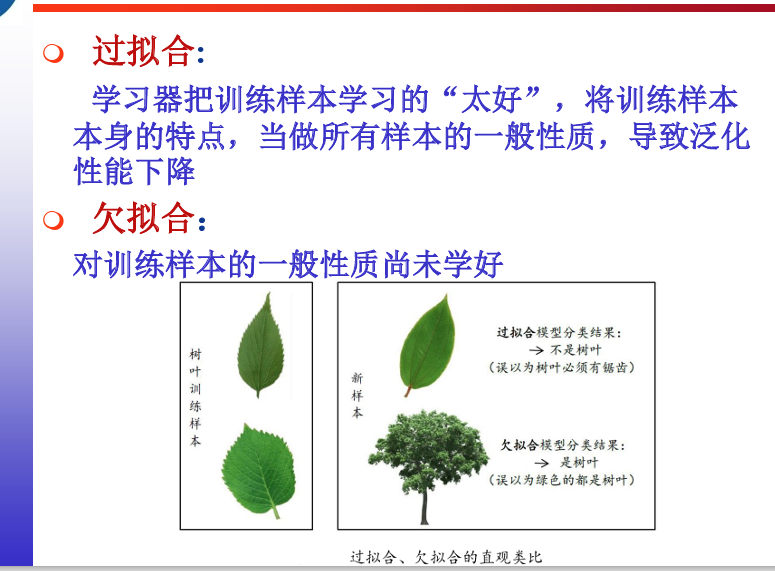 过拟合:
学习器把训练样本学习的“太好”，将训练样本
本身的特点，当做所有样本的一般性质，导致泛化
性能下降
欠拟合：
对训练样本的一般性质尚未学好
树叶训练样本
新样本
过拟合模型分类结果:
→ 不是树叶
(误以为树叶必须有锯齿)
欠拟合模型分类结果:
→ 是树叶
(误以为绿色的都是树叶)
过拟合、欠拟合的直观类比